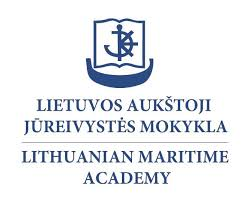 LIETUVOS AUKŠTOJI
JŪREIVYSTĖS MOKYKLA
LITHUANIAN MARITIME
ACADEMY